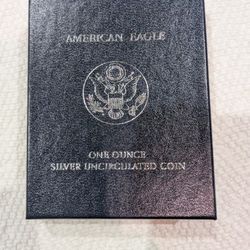 AMERICAN EAGLE
ONE OUNCE
SILVER UNCIRCULATED COIN